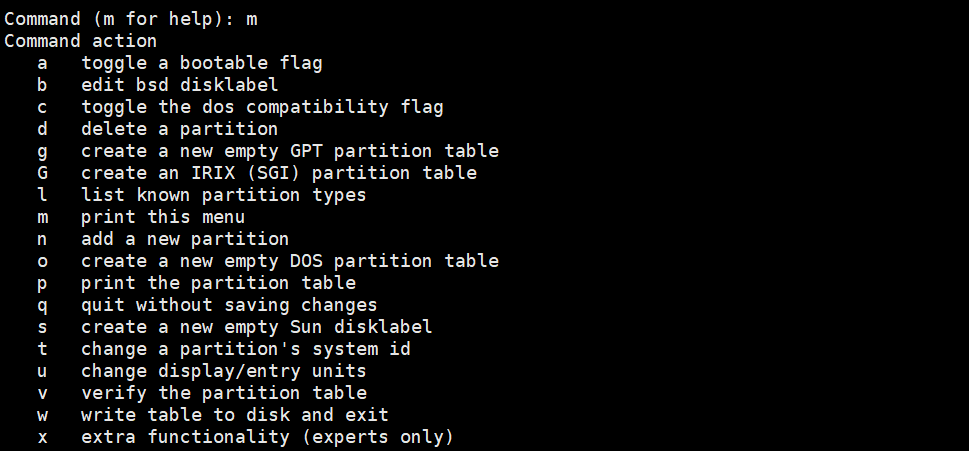 Command (m for help): m
Command action
   a   toggle a bootable flag
   b   edit bsd disklabel
   c   toggle the dos compatibility flag
   d   delete a partition
   g   create a new empty GPT partition table
   G   create an IRIX (SGI) partition table
   l   list known partition types
   m   print this menu
   n   add a new partition
   o   create a new empty DOS partition table
   p   print the partition table
   q   quit without saving changes
   s   create a new empty Sun disklabel
   t   change a partition's system id
   u   change display/entry units
   v   verify the partition table
   w   write table to disk and exit
   x   extra functionality (experts only)